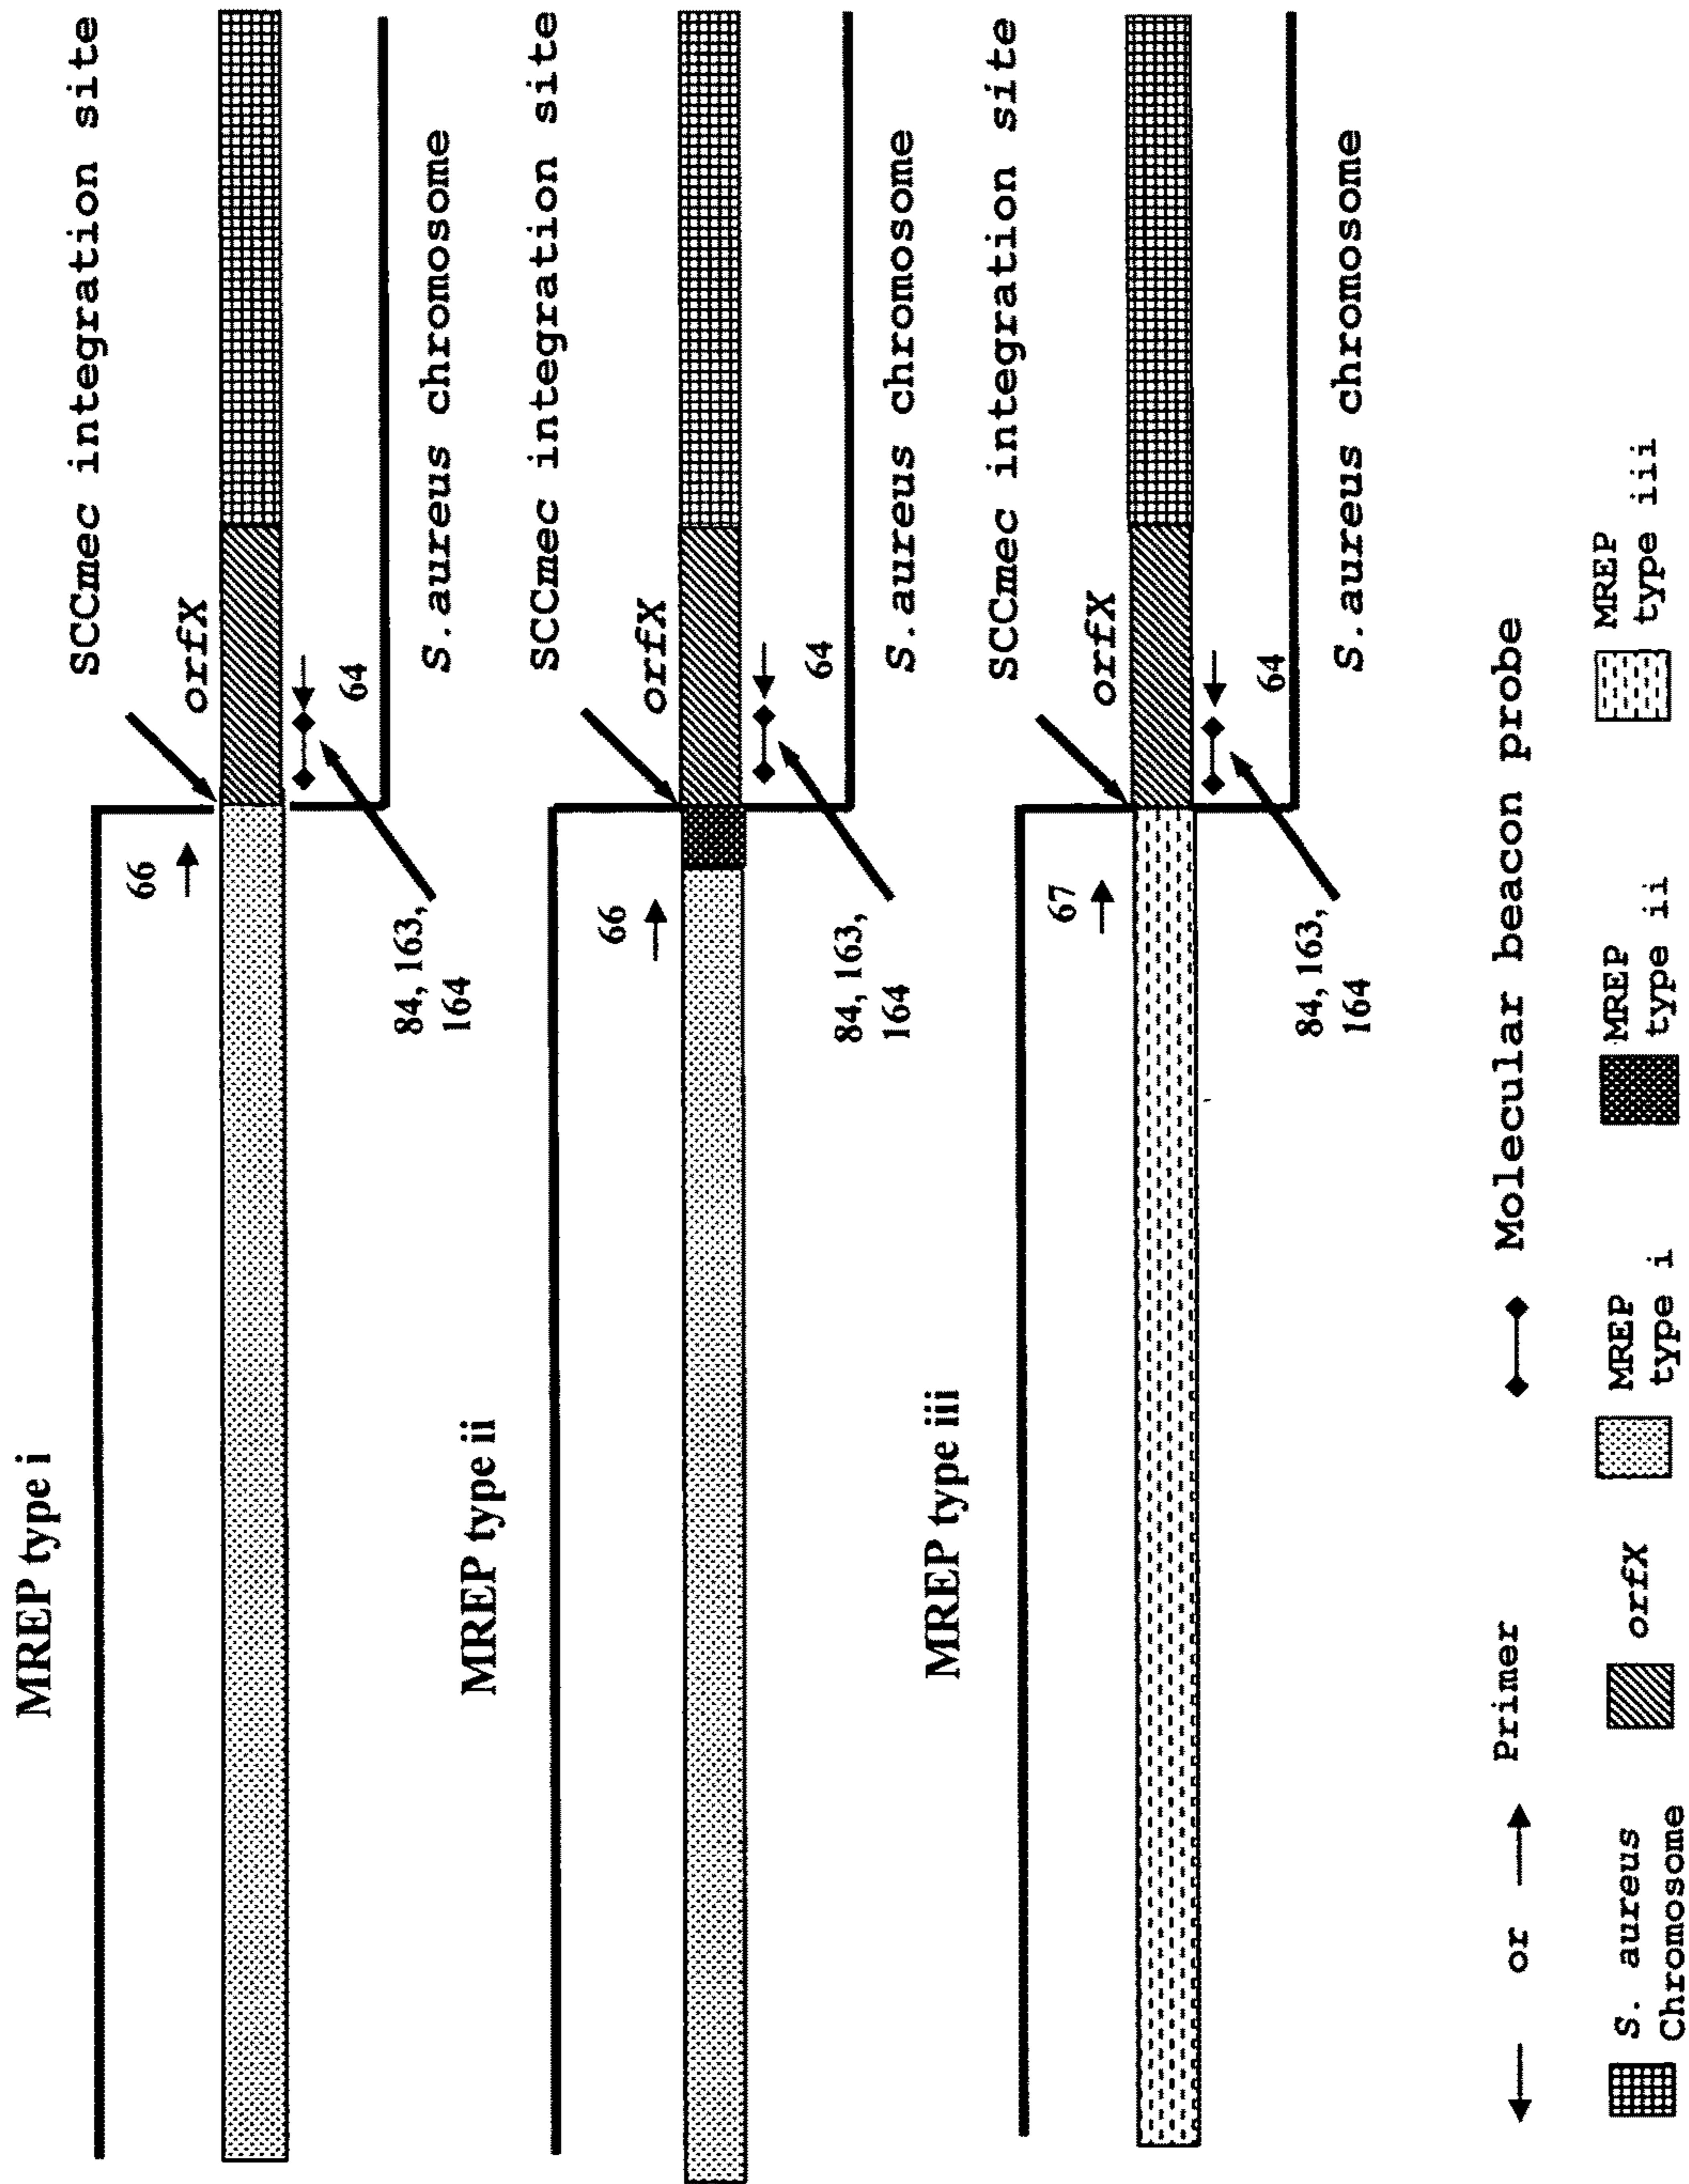 MREP type i
SCCmec integration site
66
orfX
64
84, 163,
164
S.aureus chromosome
MREP type ii
SCCmec integration site
66
orfX
64
84, 163,
164
S.aureus chromosome
MREP type iii
SCCmec integration site
67
orfX
64
84, 163,
164
S.aureus chromosome
or
Primer
Molecular beacon probe
S. aureus
Chromosome
orfX
MREP
type i
MREP
type ii
MREP
type iii